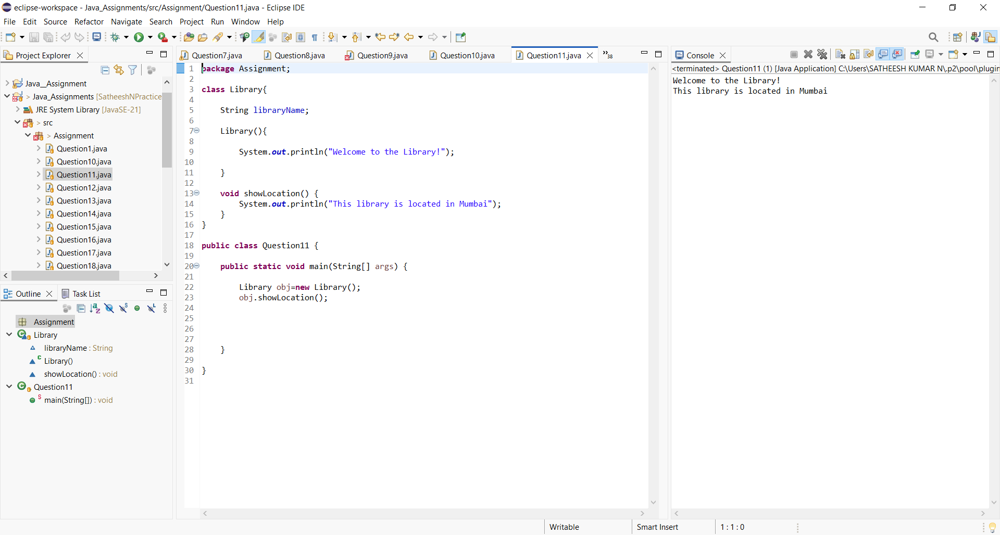 eclipse-workspace - Java_Assignments/src/Assignment/Question11.java - Eclipse IDE
File Edit Source Refactor Navigate Search Project Run Window Help
Project Explorer
Java__Assignment
> Java_Assignments [SatheeshNPractice
JRE System Library [JavaSE-21]
> src
> Assignment
Question1.java
Question10.java
Question11.java
Question12.java
Question13.java
Question14.java
Question15.java
Question16.java
Question17.java
Question18.java
Outline Task List
Assignment
Library
libraryName : String
Library()
showLocation() : void
Question11
main(String[]) : void
Question7.java Question8.java Question9.java Question10.java Question11.java »38
1 package Assignment;
2
3 class Library{
4
5 String libraryName;
6
7 Library(){
8
9 System.out.println("Welcome to the Library!");
10
11 }
12
13 void showLocation() {
14 System.out.println("This library is located in Mumbai");
15 }
16 }
17
18 public class Question11 {
19
20 public static void main(String[] args) {
21
22 Library obj=new Library();
23 obj.showLocation();
24
25
26
27
28 }
29
30 }
31
Console
<terminated> Question11 (1) [Java Application] C:\Users\SATHEESH KUMAR N\.p2\pool\plugin
Welcome to the Library!
This library is located in Mumbai
Writable Smart Insert 1 : 1 : 0